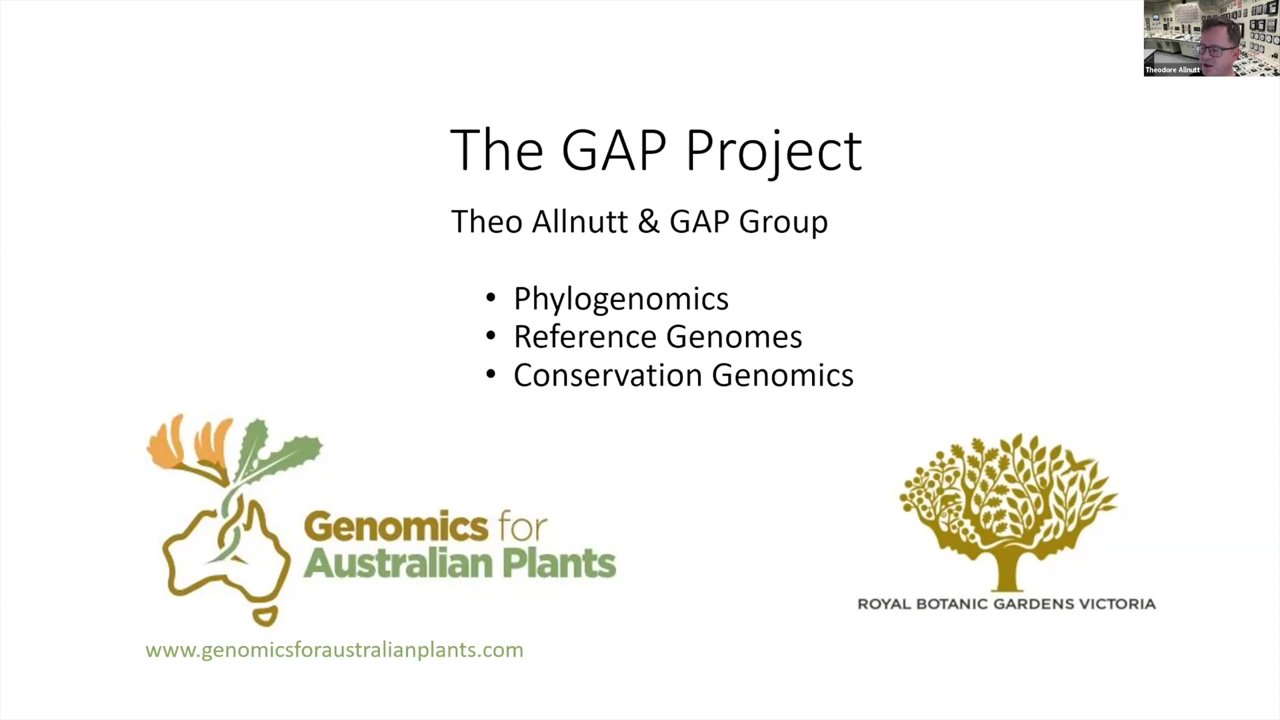 Theodore Allnutt
The GAP Project
Theo Allnutt & GAP Group
• Phylogenomics
• Reference Genomes
• Conservation Genomics
Genomics for
Australian Plants
ROYAL BOTANIC GARDENS VICTORIA
www.genomicsforaustralianplants.com